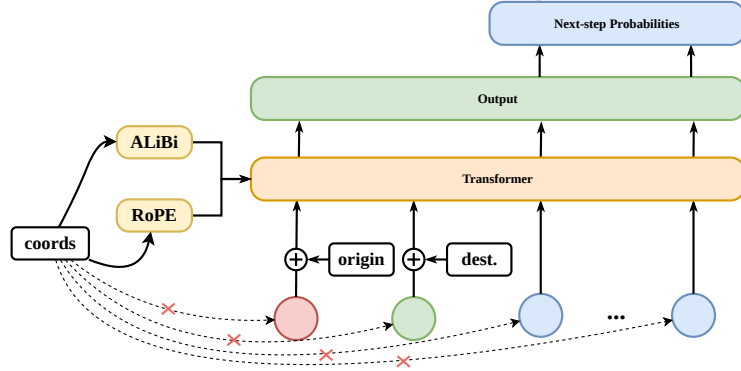 Next-step Probabilities
Output
ALiBi
Transformer
RoPE
coords
origin
dest.
...